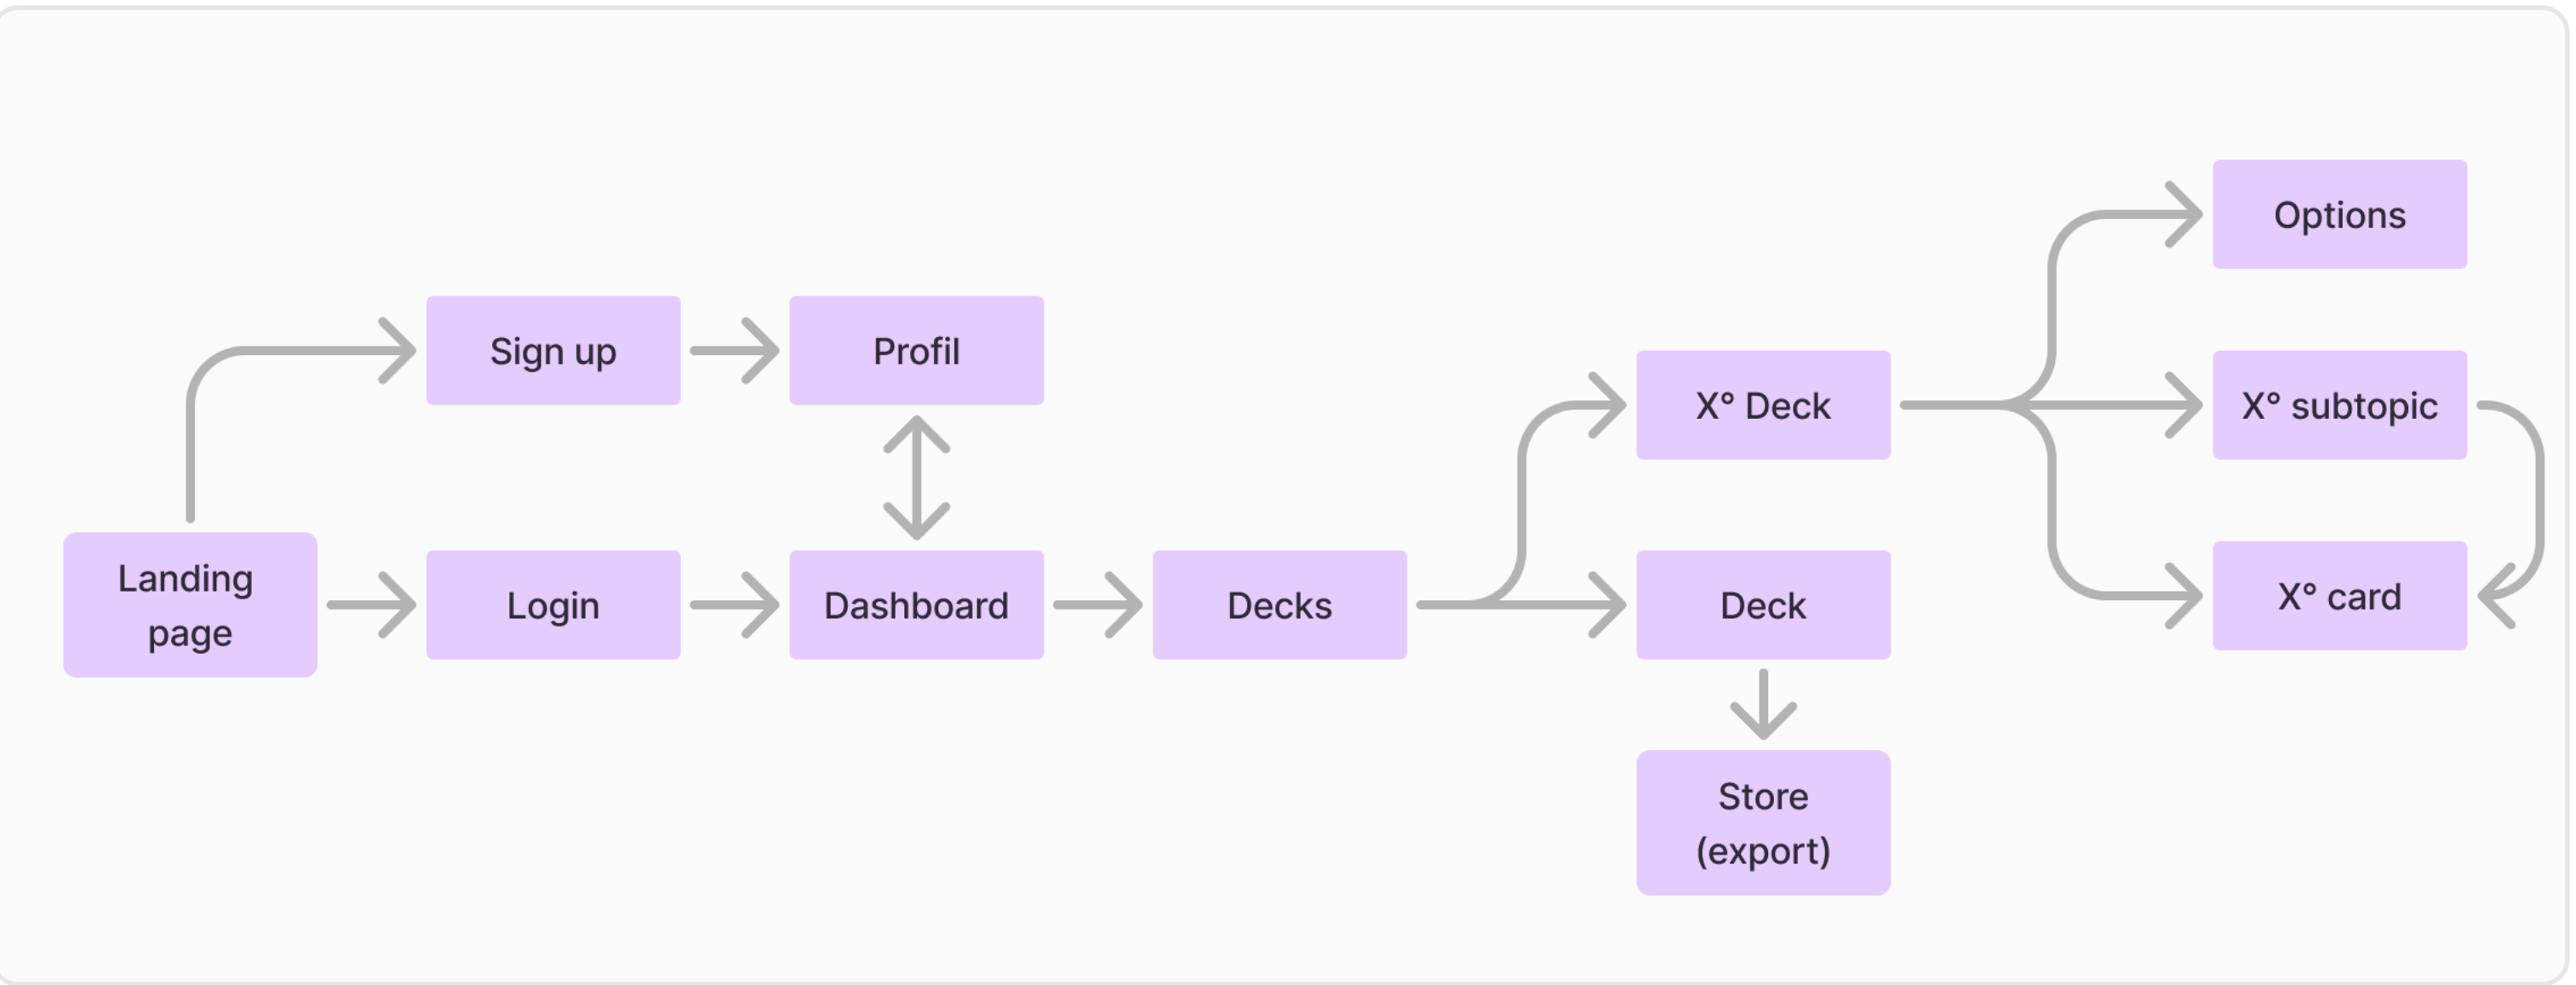 Options
Sign up
Profil
X° Deck
X° subtopic
Landing
page
Login
Dashboard
Decks
Deck
X° card
Store
(export)